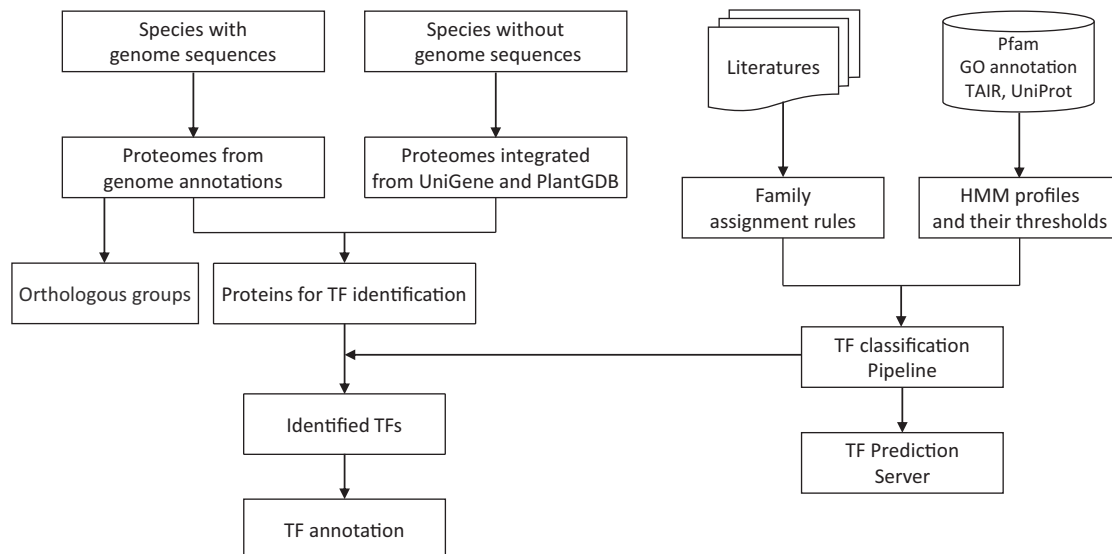 Species with
genome sequences
Species without
genome sequences
Literatures
Pfam
GO annotation
TAIR, UniProt
Proteomes from
genome annotations
Proteomes integrated
from UniGene and PlantGDB
Family
assignment rules
HMM profiles
and their thresholds
Orthologous groups
Proteins for TF identification
TF classification
Pipeline
Identified TFs
TF Prediction
Server
TF annotation